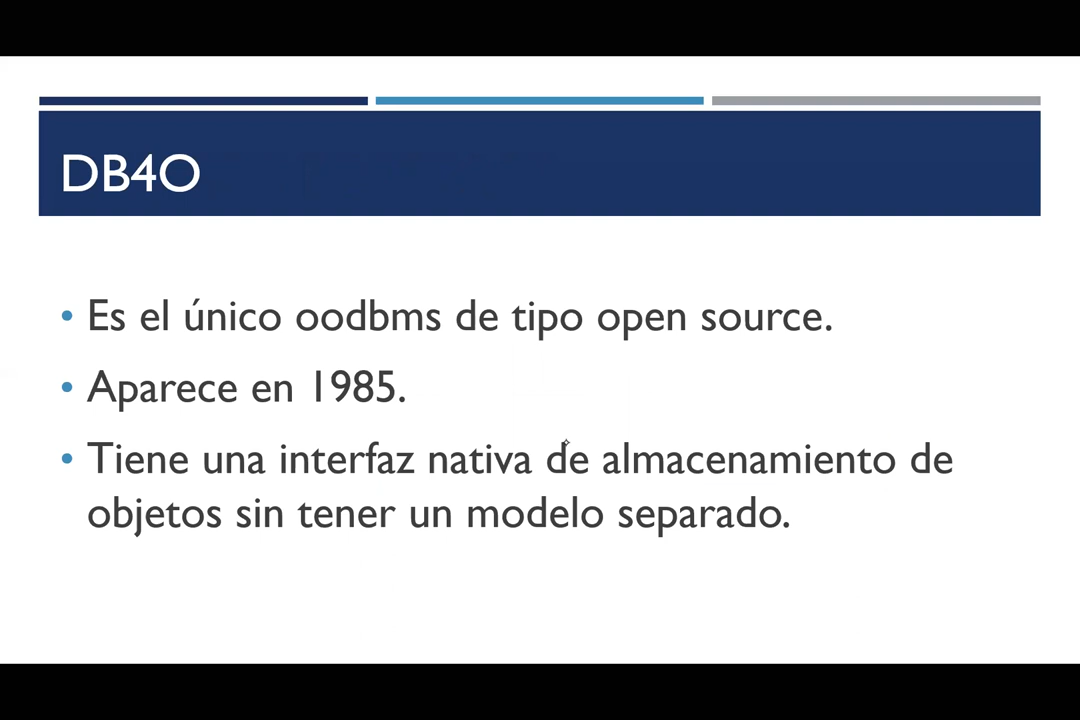 DB4O
• Es el único oodbms de tipo open source.
• Aparece en 1985.
• Tiene una interfaz nativa de almacenamiento de
objetos sin tener un modelo separado.